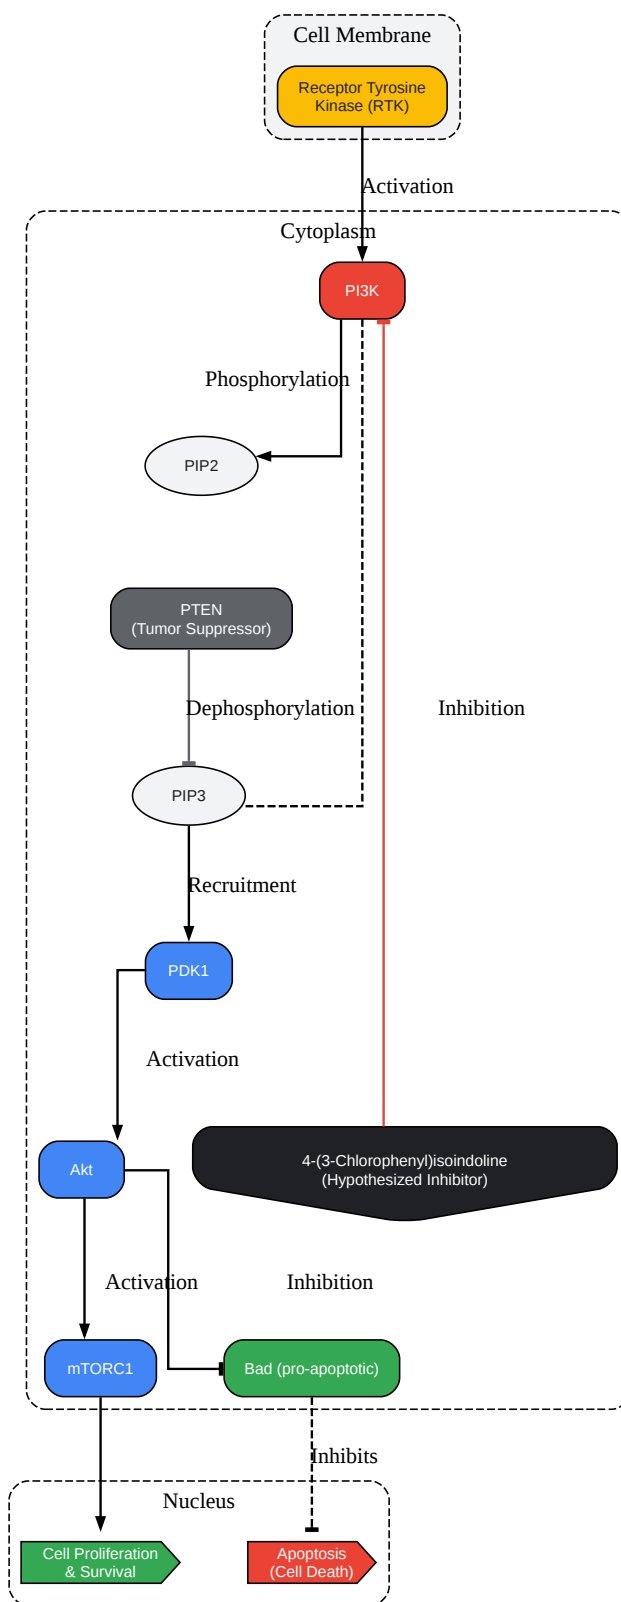 Cell Membrane
Receptor Tyrosine
Kinase (RTK)
Activation
Cytoplasm
PI3K
Phosphorylation
PIP2
PTEN
(Tumor Suppressor)
Dephosphorylation
Inhibition
PIP3
Recruitment
PDK1
Activation
Akt
4-(3-Chlorophenyl)isoindoline
(Hypothesized Inhibitor)
Activation
Inhibition
mTORC1
Bad (pro-apoptotic)
Inhibits
Nucleus
Cell Proliferation
& Survival
Apoptosis
(Cell Death)